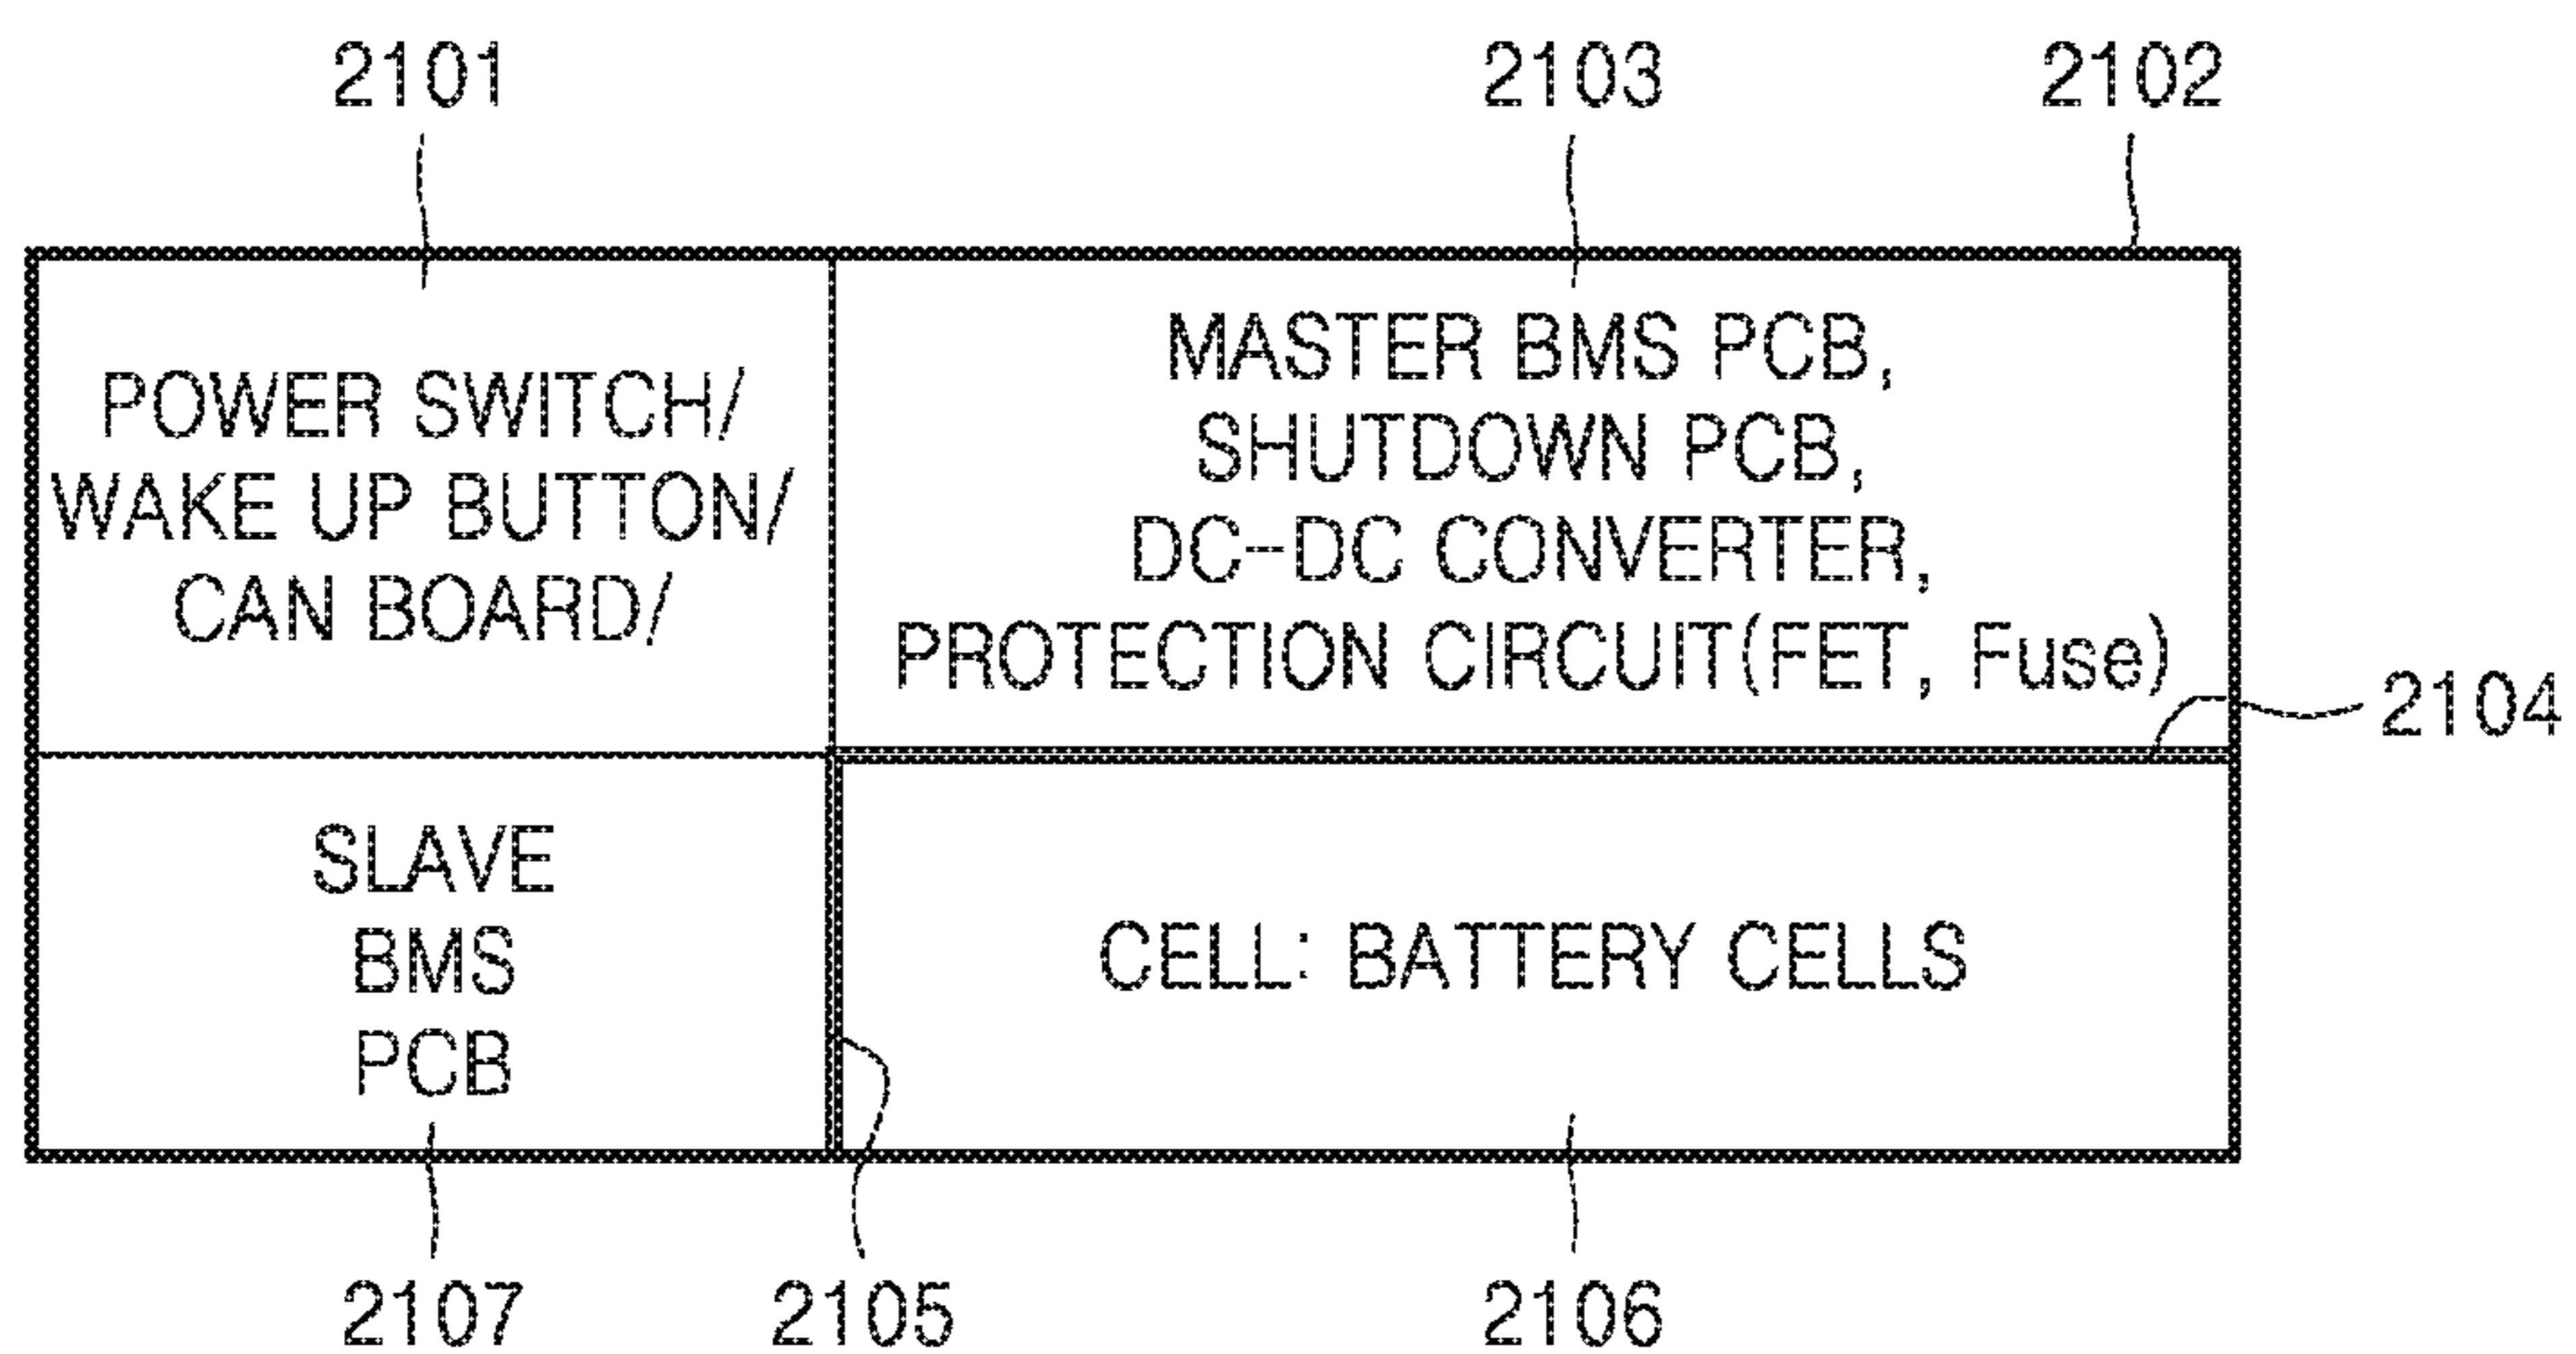 2101
2103
2102
POWER SWITCH/
WAKE UP BUTTON/
CAN BOARD/
MASTER BMS PCB,
SHUTDOWN PCB,
DC-DC CONVERTER,
PROTECTION CIRCUIT(FET, Fuse)
2104
SLAVE
BMS
PCB
CELL: BATTERY CELLS
2107
2105
2106